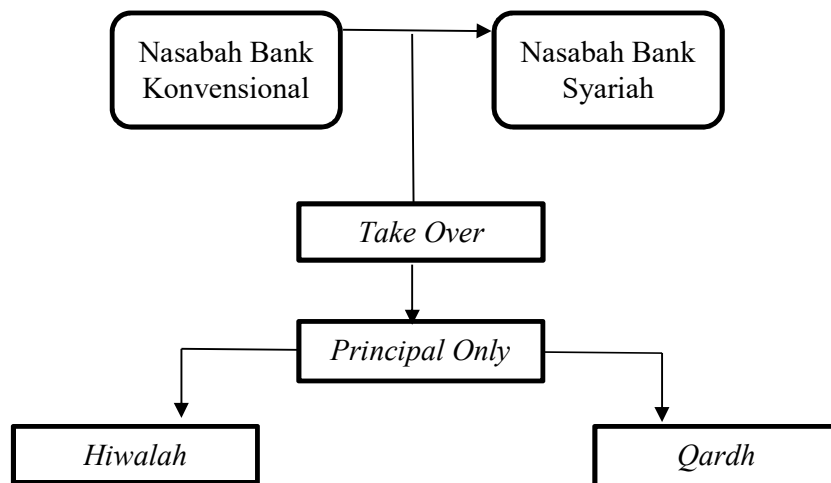 Nasabah Bank
Konvensional
Nasabah Bank
Syariah
Take Over
Principal Only
Hiwalah
Qardh